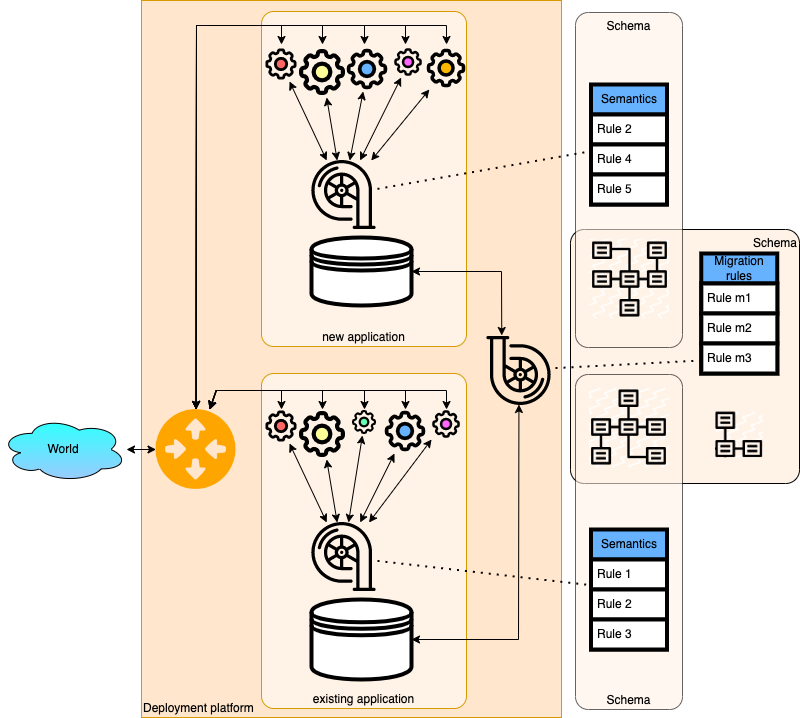 Schema
Semantics
Rule 2
Rule 4
Rule 5
Schema
Migration
rules
Rule m1
Rule m2
Rule m3
new application
World
Semantics
Rule 1
Rule 2
Rule 3
existing application
Schema
Deployment platform